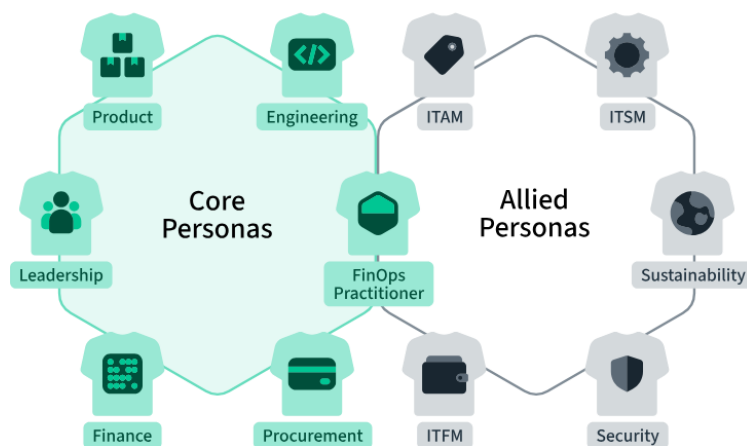 Product
Engineering
ITAM
ITSM
Core
Personas
Allied
Personas
Leadership
FinOps
Practitioner
Sustainability
Finance
Procurement
ITFM
Security